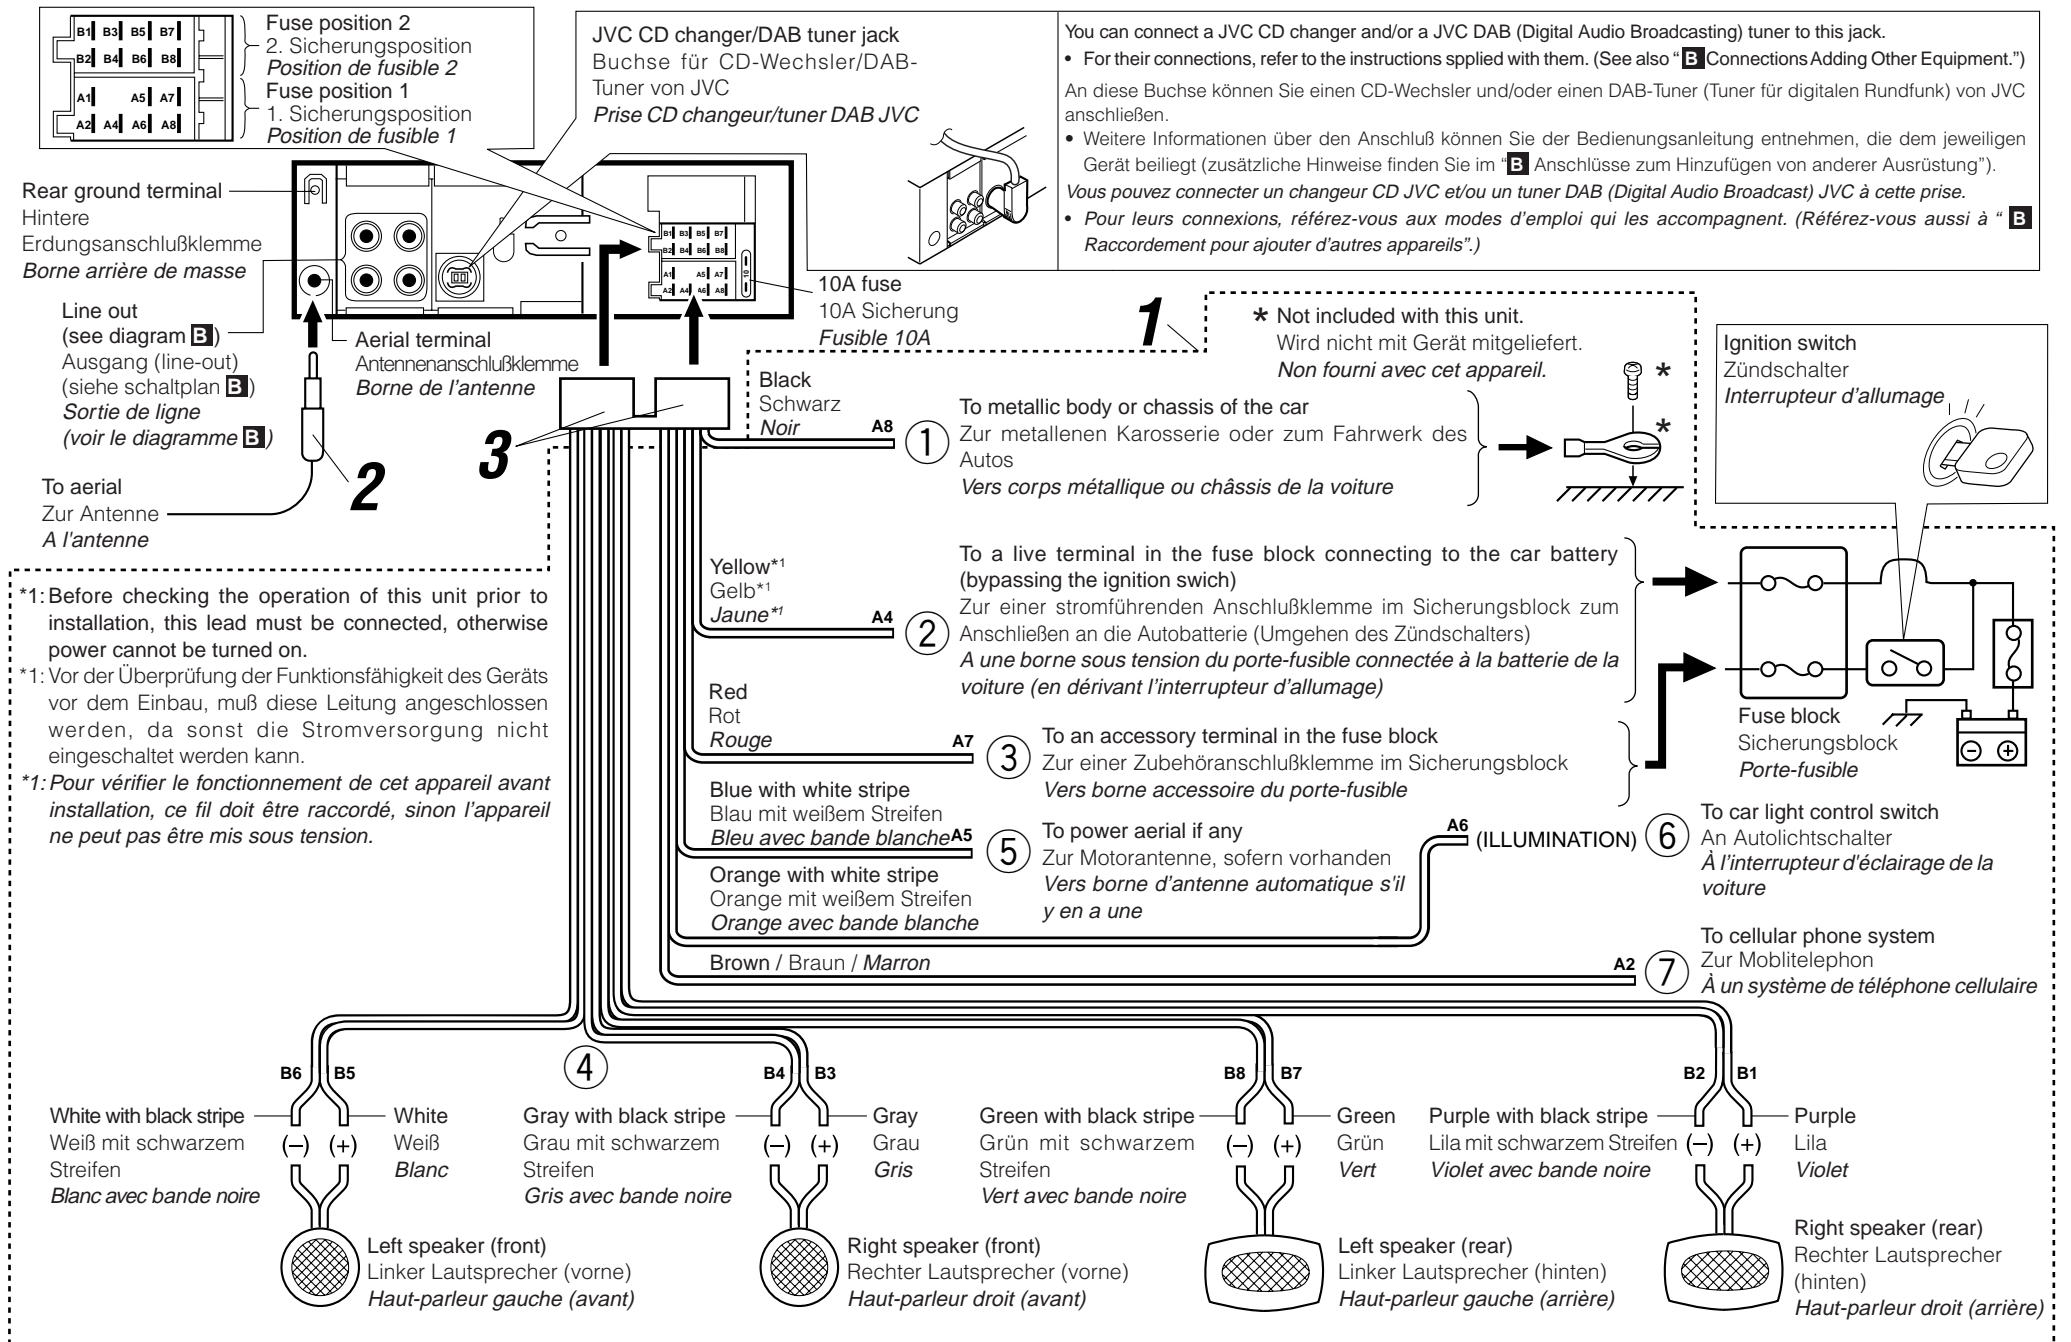 B1 B3 B5 B7
B2 B4 B6 B8
A1 A5 A7
A2 A4 A6 A8
Fuse position 2
2. Sicherungsposition
Position de fusible 2
Fuse position 1
1. Sicherungsposition
Position de fusible 1
JVC CD changer/DAB tuner jack
Buchse für CD-Wechsler/DAB-
Tuner von JVC
Prise CD changeur/tuner DAB JVC
You can connect a JVC CD changer and/or a JVC DAB (Digital Audio Broadcasting) tuner to this jack.
• For their connections, refer to the instructions spplied with them. (See also “ B Connections Adding Other Equipment.”)
An diese Buchse können Sie einen CD-Wechsler und/oder einen DAB-Tuner (Tuner für digitalen Rundfunk) von JVC
anschließen.
• Weitere Informationen über den Anschluß können Sie der Bedienungsanleitung entnehmen, die dem jeweiligen
Gerät beiliegt (zusätzliche Hinweise finden Sie im “ B Anschlüsse zum Hinzufügen von anderer Ausrüstung”).
Vous pouvez connecter un changeur CD JVC et/ou un tuner DAB (Digital Audio Broadcast) JVC à cette prise.
• Pour leurs connexions, référez-vous aux modes d’emploi qui les accompagnent. (Référez-vous aussi à “ B
Raccordement pour ajouter d’autres appareils”.)
Rear ground terminal
Hintere
Erdungsanschlußklemme
Borne arrière de masse
B1 B3 B5 B7
B2 B4 B6 B8
A1 A5 A7
A2 A4 A6 A8
10
Line out
(see diagram B )
Ausgang (line-out)
(siehe schaltplan B )
Sortie de ligne
(voir le diagramme B )
Aerial terminal
Antennenanschlußklemme
Borne de l’antenne
10A fuse
10A Sicherung
Fusible 10A
1
* Not included with this unit.
Wird nicht mit Gerät mitgeliefert.
Non fourni avec cet appareil.
*
*
Ignition switch
Zündschalter
Interrupteur d’allumage
To aerial
Zur Antenne
A l'antenne
2
3
Black
Schwarz
Noir
A8
1
To metallic body or chassis of the car
Zur metallenen Karosserie oder zum Fahrwerk des
Autos
Vers corps métallique ou châssis de la voiture
*1: Before checking the operation of this unit prior to
installation, this lead must be connected, otherwise
power cannot be turned on.
*1: Vor der Überprüfung der Funktionsfähigkeit des Geräts
vor dem Einbau, muß diese Leitung angeschlossen
werden, da sonst die Stromversorgung nicht
eingeschaltet werden kann.
*1: Pour vérifier le fonctionnement de cet appareil avant
installation, ce fil doit être raccordé, sinon l’appareil
ne peut pas être mis sous tension.
Yellow*1
Gelb*1
Jaune*1
A4
2
To a live terminal in the fuse block connecting to the car battery
(bypassing the ignition swich)
Zur einer stromführenden Anschlußklemme im Sicherungsblock zum
Anschließen an die Autobatterie (Umgehen des Zündschalters)
A une borne sous tension du porte-fusible connectée à la batterie de la
voiture (en dérivant l’interrupteur d’allumage)
Fuse block
Sicherungsblock
Porte-fusible
Red
Rot
Rouge
A7
3
To an accessory terminal in the fuse block
Zur einer Zubehöranschlußklemme im Sicherungsblock
Vers borne accessoire du porte-fusible
Blue with white stripe
Blau mit weißem Streifen
Bleu avec bande blanche
A5
5
To power aerial if any
Zur Motorantenne, sofern vorhanden
Vers borne d’antenne automatique s'il
y en a une
Orange with white stripe
Orange mit weißem Streifen
Orange avec bande blanche
A6
(ILLUMINATION)
6
To car light control switch
An Autolichtschalter
À l’interrupteur d'éclairage de la
voiture
Brown / Braun / Marron
A2
7
To cellular phone system
Zur Moblitelephon
À un système de téléphone cellulaire
4
B6 B5
White with black stripe
Weiß mit schwarzem
Streifen
Blanc avec bande noire
(–) (+)
White
Weiß
Blanc
Left speaker (front)
Linker Lautsprecher (vorne)
Haut-parleur gauche (avant)
B4 B3
Gray with black stripe
Grau mit schwarzem
Streifen
Gris avec bande noire
(–) (+)
Gray
Grau
Gris
Right speaker (front)
Rechter Lautsprecher (vorne)
Haut-parleur droit (avant)
B8 B7
Green with black stripe
Grün mit schwarzem
Streifen
Vert avec bande noire
(–) (+)
Green
Grün
Vert
Left speaker (rear)
Linker Lautsprecher (hinten)
Haut-parleur gauche (arrière)
B2 B1
Purple with black stripe
Lila mit schwarzem Streifen
Violet avec bande noire
(–) (+)
Purple
Lila
Violet
Right speaker (rear)
Rechter Lautsprecher
(hinten)
Haut-parleur droit (arrière)